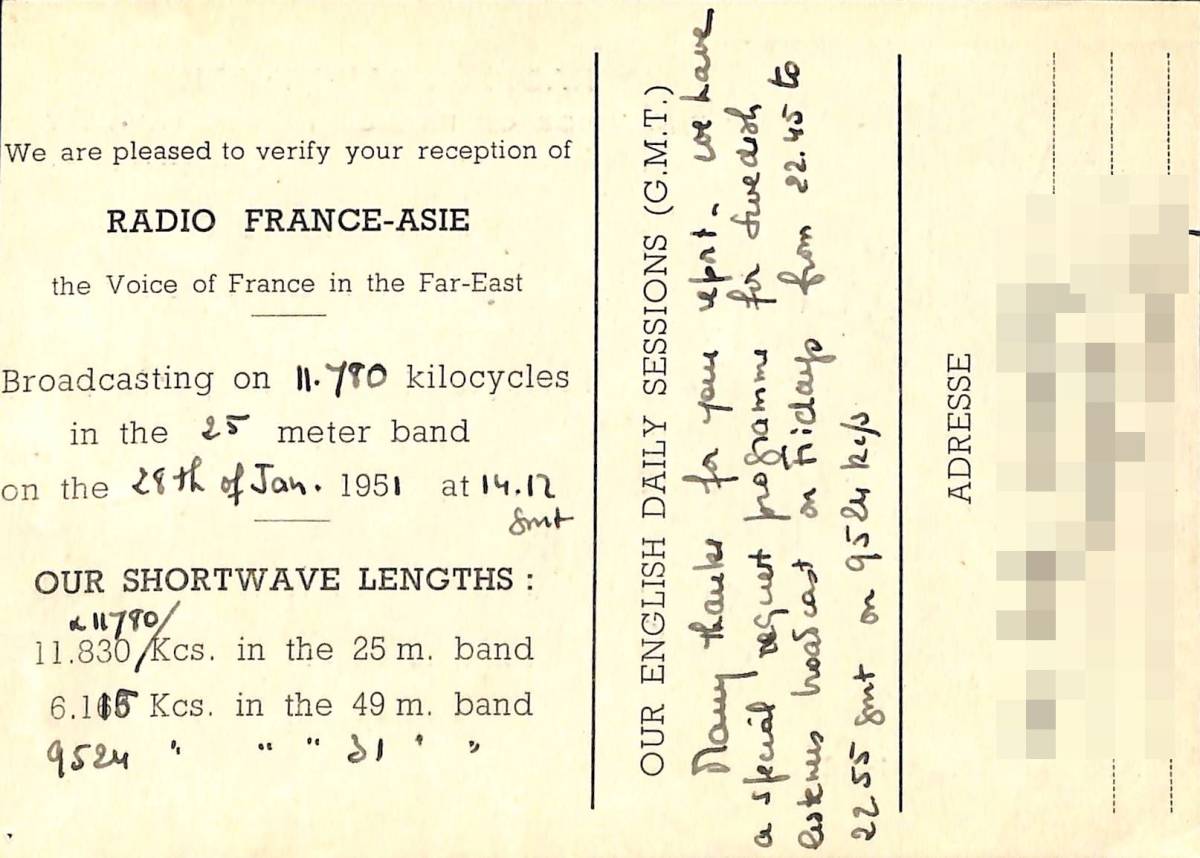 We are pleased to verify your reception of
RADIO FRANCE-ASIE
the Voice of France in the Far-East
Broadcasting on 11.780 kilocycles
in the 25 meter band
on the 28th of Jan. 1951 at 14.12
gmt
OUR SHORTWAVE LENGTHS :
& 11780/
11.830/Kcs. in the 25 m. band
6.115 Kcs. in the 49 m. band
9524 " " " 31 " "
OUR ENGLISH DAILY SESSIONS (G.M.T.)
Many thanks for your report. We have
a special request programme for Swedish
listeners broadcast on Fridays from 22.45 to
22.55 gmt on 9524 kc/s
ADRESSE